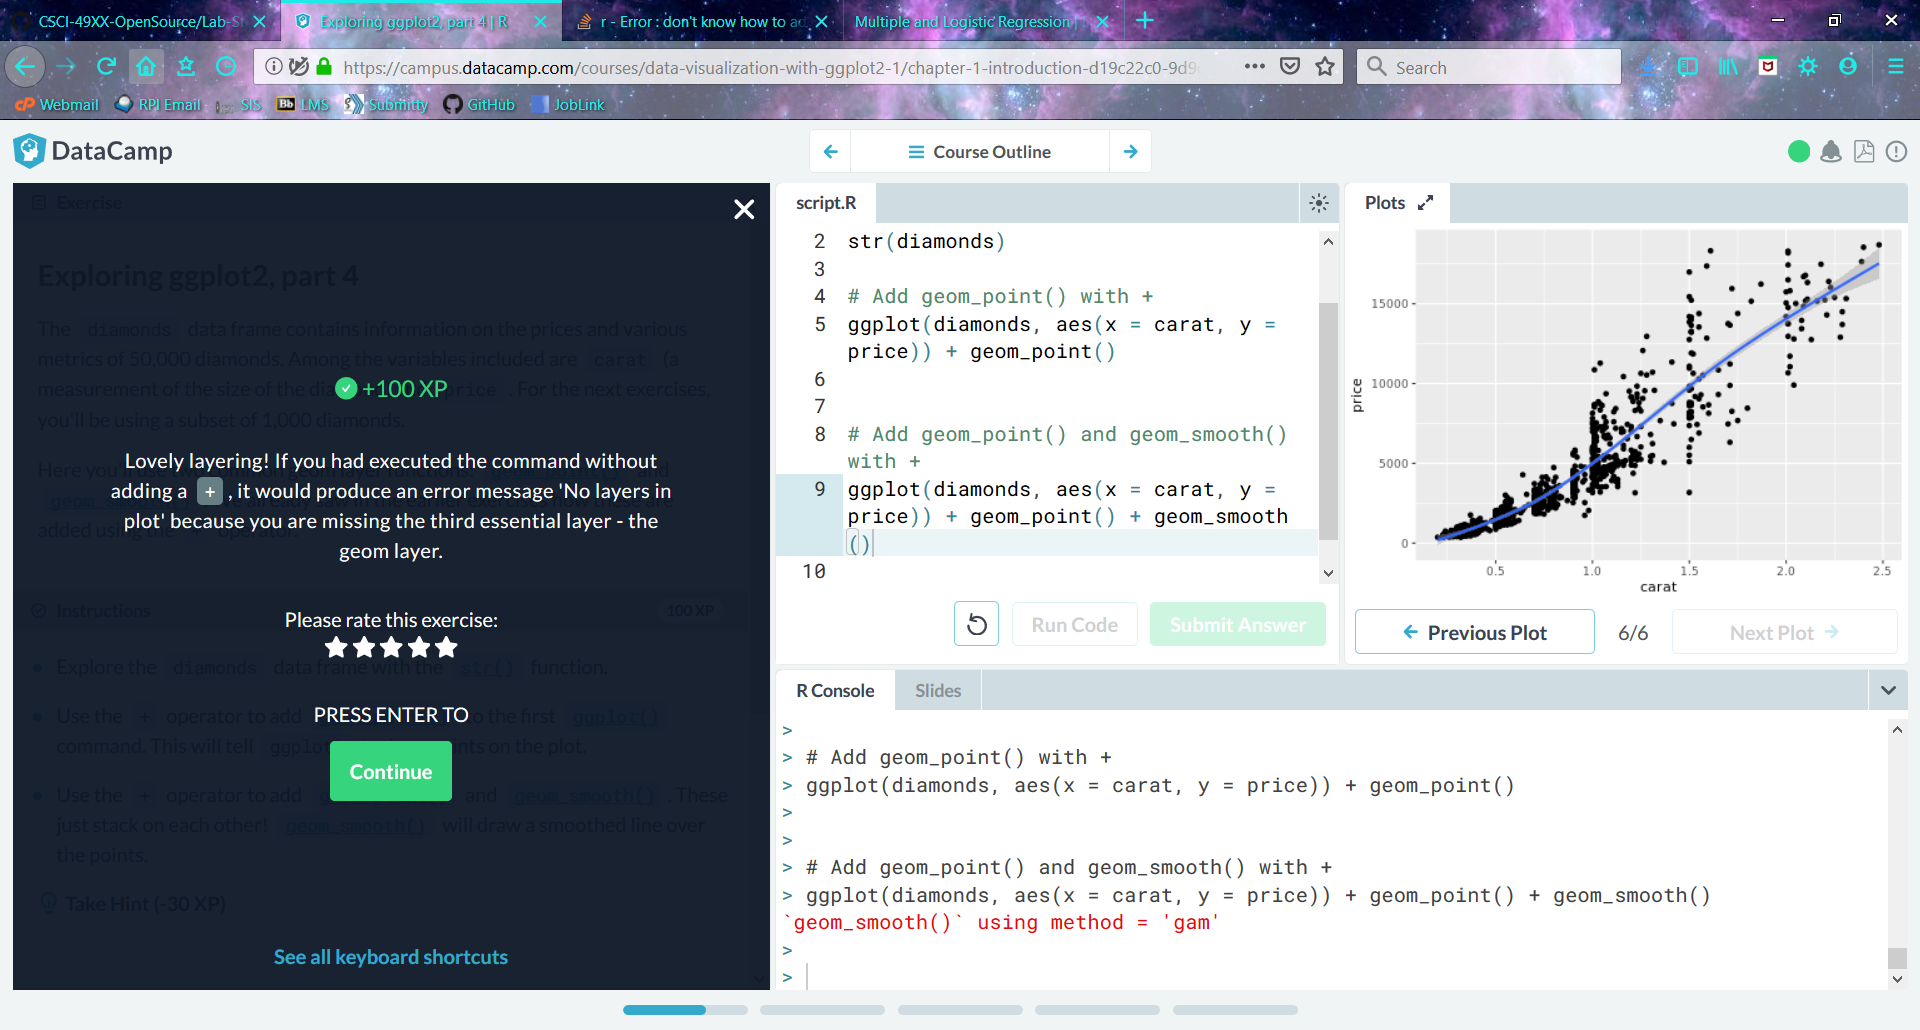 CSCI-49XX-OpenSource/Lab-S
Exploring ggplot2, part 4 | R
r - Error : don't know how to ad
Multiple and Logistic Regression |
https://campus.datacamp.com/courses/data-visualization-with-ggplot2-1/chapter-1-introduction-d19c22c0-9d9
Search
Webmail
RPI Email
SIS
Bb LMS
Submitty
GitHub
JobLink
DataCamp
Course Outline
Exercise
Exploring ggplot2, part 4
The diamonds data frame contains information on the prices and various
metrics of 50,000 diamonds. Among the variables included are carat (a
measurement of the size of the price . For the next exercises,
you'll be using a subset of 1,000 diamonds.
+100 XP
Lovely layering! If you had executed the command without
adding a + , it would produce an error message 'No layers in
plot' because you are missing the third essential layer - the
geom layer.
added using the operator.
Please rate this exercise:
Instructions
100 XP
Explore the diamonds data frame with the str() function.
Use the + operator to add to the first ggplot()
command. This will tell on the plot.
Use the + operator to add and geom_smooth() . These
just stack on each other! geom_smooth() will draw a smoothed line over
the points.
PRESS ENTER TO
Continue
Take Hint (-30 XP)
See all keyboard shortcuts
script.R
2 str(diamonds)
3
4 # Add geom_point() with +
5 ggplot(diamonds, aes(x = carat, y =
price)) + geom_point()
6
7
8 # Add geom_point() and geom_smooth()
with +
9 ggplot(diamonds, aes(x = carat, y =
price)) + geom_point() + geom_smooth
()
10
Run Code
Submit Answer
Plots
price
15000
10000
5000
0
0.5 1.0 1.5 2.0 2.5
carat
Previous Plot
6/6
Next Plot
R Console
Slides
>
> # Add geom_point() with +
> ggplot(diamonds, aes(x = carat, y = price)) + geom_point()
>
>
> # Add geom_point() and geom_smooth() with +
> ggplot(diamonds, aes(x = carat, y = price)) + geom_point() + geom_smooth()
`geom_smooth()` using method = 'gam'
>
>